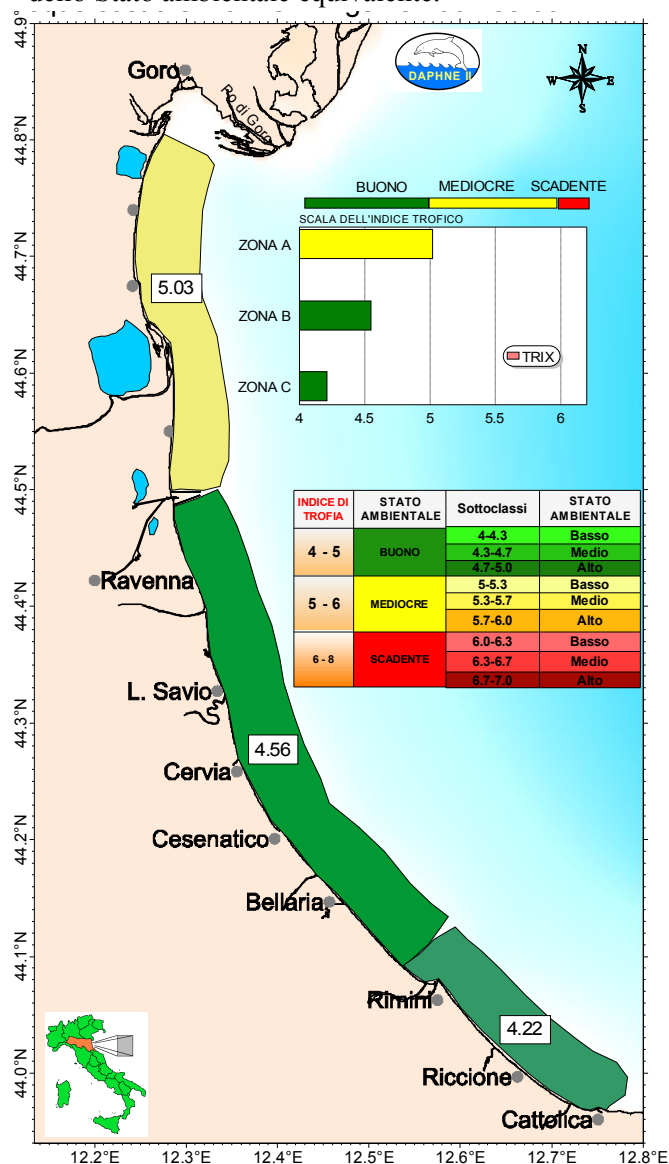 dello Stato ambientale equivalente.
44.9°
44.8°N
44.7°N
44.6°N
44.5°N
44.4°N
44.3°N
44.2°N
44.1°N
44.0°N
Goro
Po di Goro
DAPHNE II
N
W E
S
BUONO MEDIOCRE SCADENTE
SCALA DELL'INDICE TROFICO
ZONA A
ZONA B
ZONA C
TRIX
4 4.5 5 5.5 6
5.03
INDICE DI TROFIA STATO AMBIENTALE Sottoclassi STATO AMBIENTALE
4 - 5 BUONO
4-4.3 Basso
4.3-4.7 Medio
4.7-5.0 Alto
5 - 6 MEDIOCRE
5-5.3 Basso
5.3-5.7 Medio
5.7-6.0 Alto
6 - 8 SCADENTE
6.0-6.3 Basso
6.3-6.7 Medio
6.7-7.0 Alto
Ravenna
L. Savio
4.56
Cervia
Cesenatico
Bellaria
Rimini
4.22
Riccione
Cattolica
12.2°E 12.3°E 12.4°E 12.5°E 12.6°E 12.7°E 12.8°E